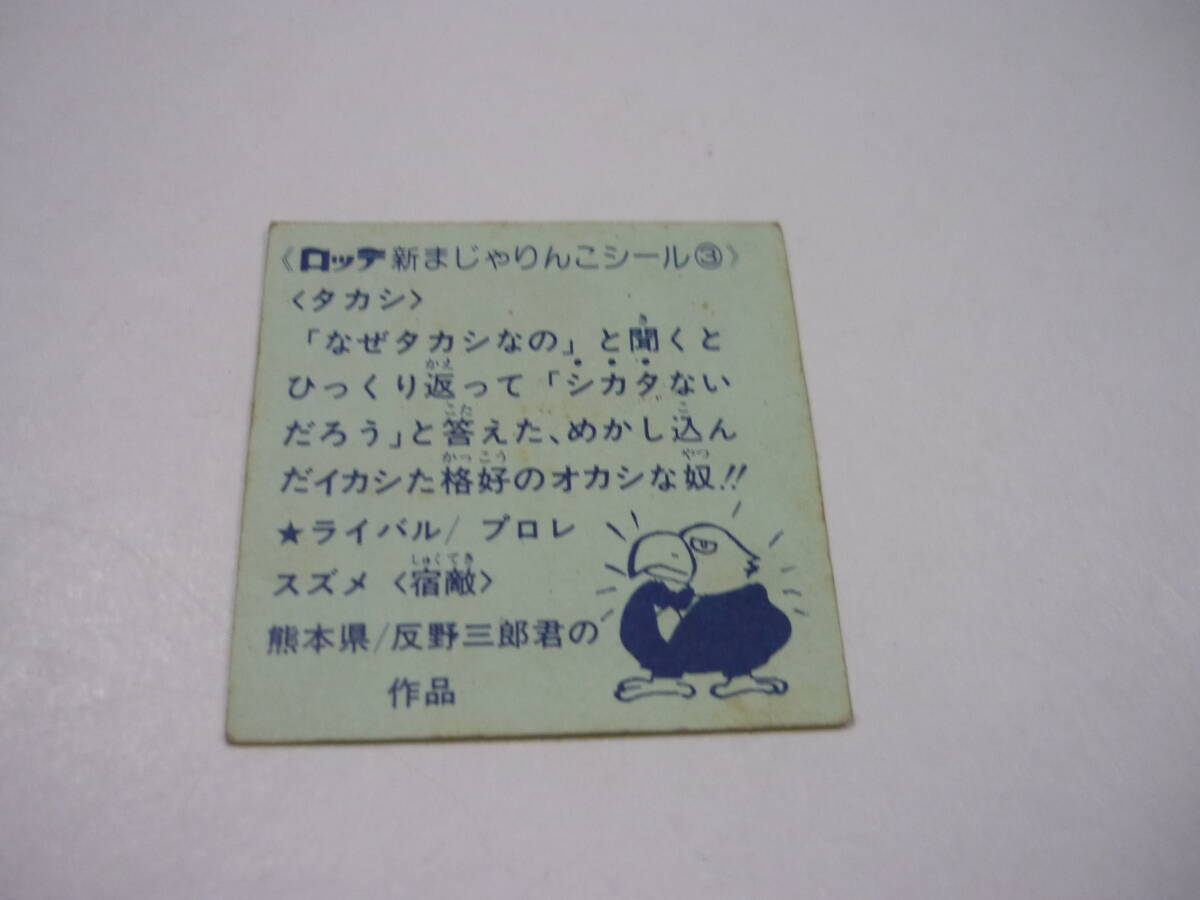 《ロッテ新まじゃりんこシール③》
〈タカシ〉
「なぜタカシなの」と聞くと
ひっくり返って「シカタない
だろう」と答えた、めかし込ん
だイカシた格好のオカシな奴!!
★ライバル/プロレ
スズメ〈宿敵〉
熊本県/反野三郎君の
作品